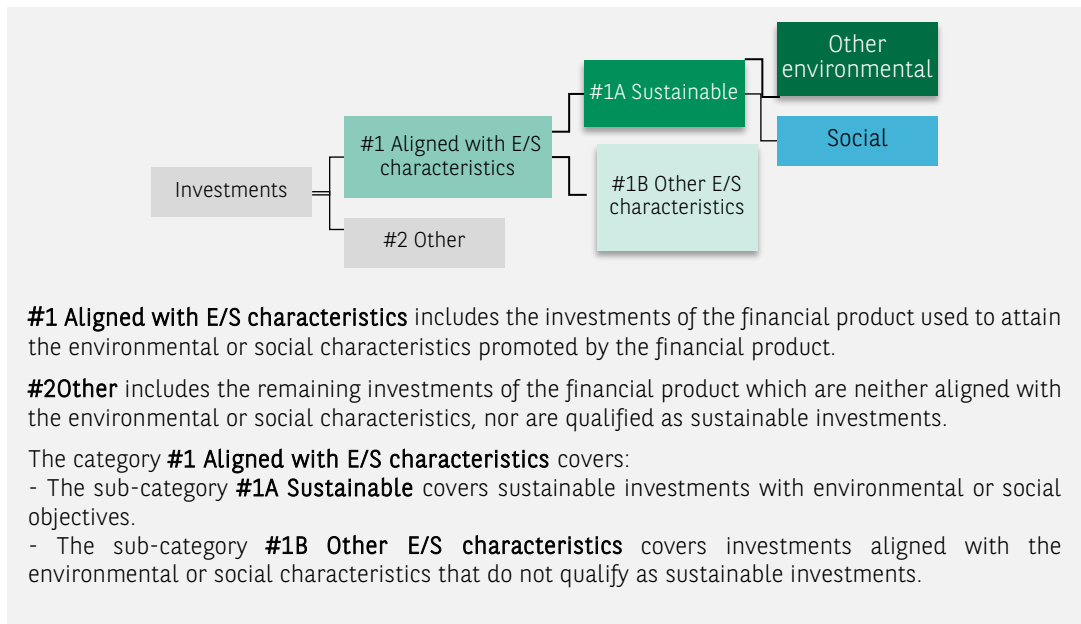 Other
environmental
#1A Sustainable
Social
#1 Aligned with E/S
characteristics
#1B Other E/S
characteristics
Investments
#2 Other
#1 Aligned with E/S characteristics includes the investments of the financial product used to attain
the environmental or social characteristics promoted by the financial product.
#2Other includes the remaining investments of the financial product which are neither aligned with
the environmental or social characteristics, nor are qualified as sustainable investments.
The category #1 Aligned with E/S characteristics covers:
- The sub-category #1A Sustainable covers sustainable investments with environmental or social
objectives.
- The sub-category #1B Other E/S characteristics covers investments aligned with the
environmental or social characteristics that do not qualify as sustainable investments.